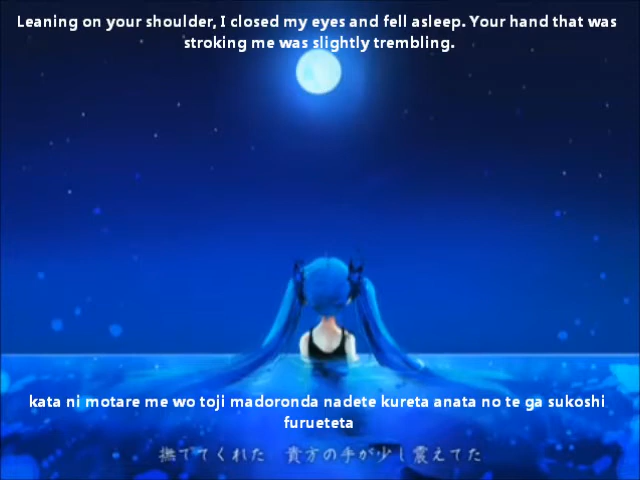 Leaning on your shoulder, I closed my eyes and fell asleep. Your hand that was
stroking me was slightly trembling.
kata ni motare me wo toji madoronda nadete kureta anata no te ga sukoshi
furueteta
撫でてくれた 貴方の手が少し震えてた